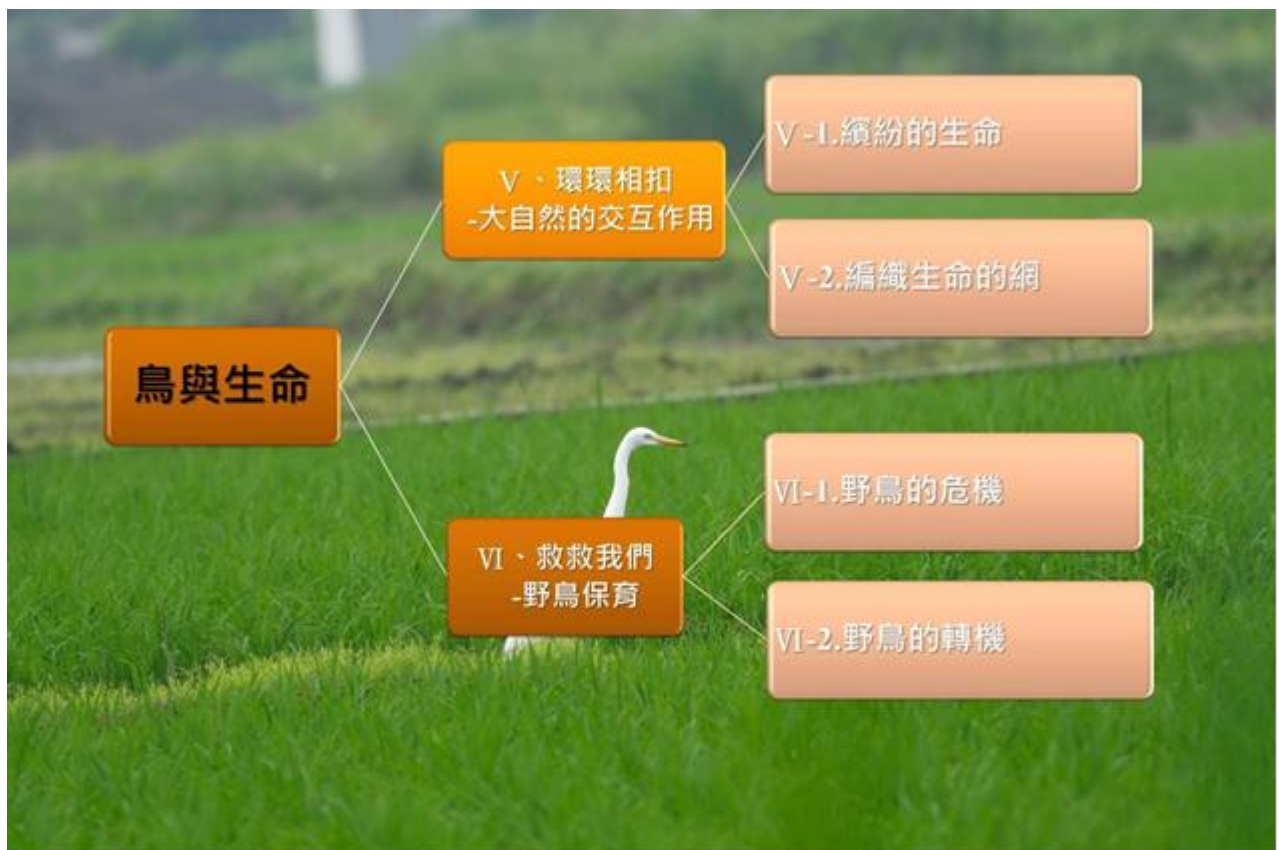 鳥與生命
Ⅴ、環環相扣
-大自然的交互作用
Ⅴ-1.繽紛的生命
Ⅴ-2.編織生命的網
Ⅵ、救救我們
-野鳥保育
Ⅵ-1.野鳥的危機
Ⅵ-2.野鳥的轉機